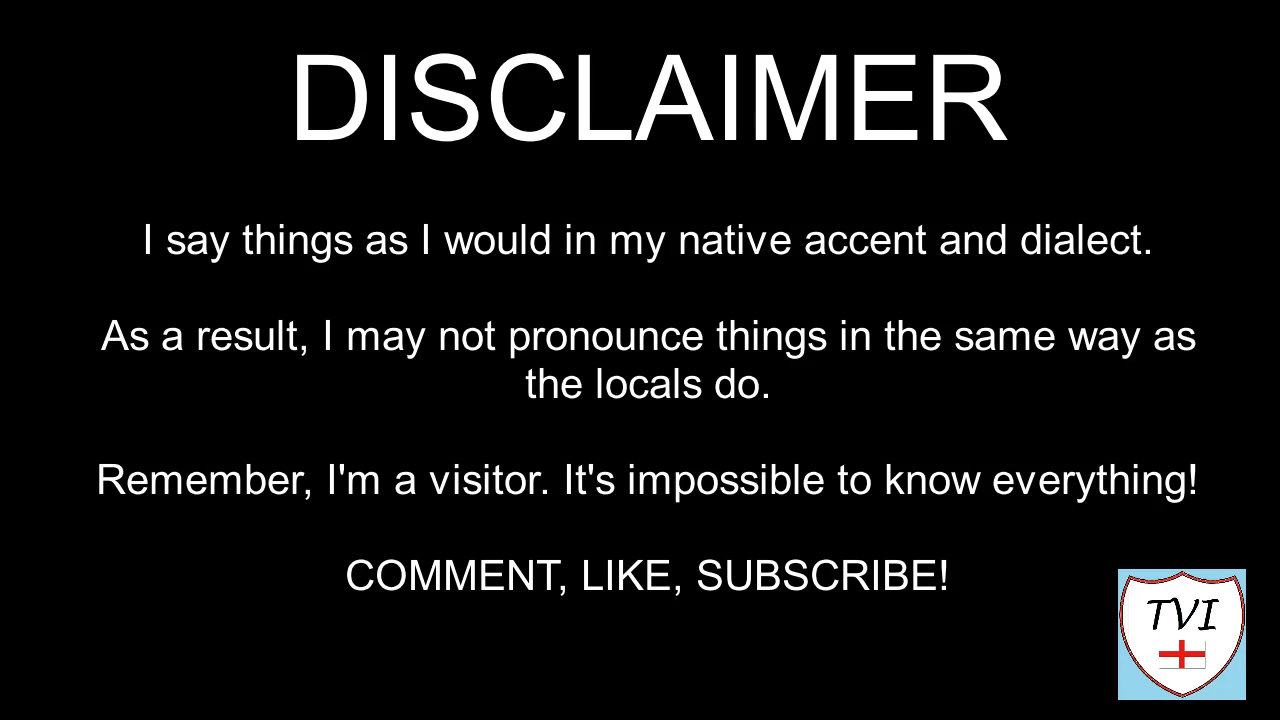 DISCLAIMER
I say things as I would in my native accent and dialect.
As a result, I may not pronounce things in the same way as
the locals do.
Remember, I'm a visitor. It's impossible to know everything!
COMMENT, LIKE, SUBSCRIBE!
TVI